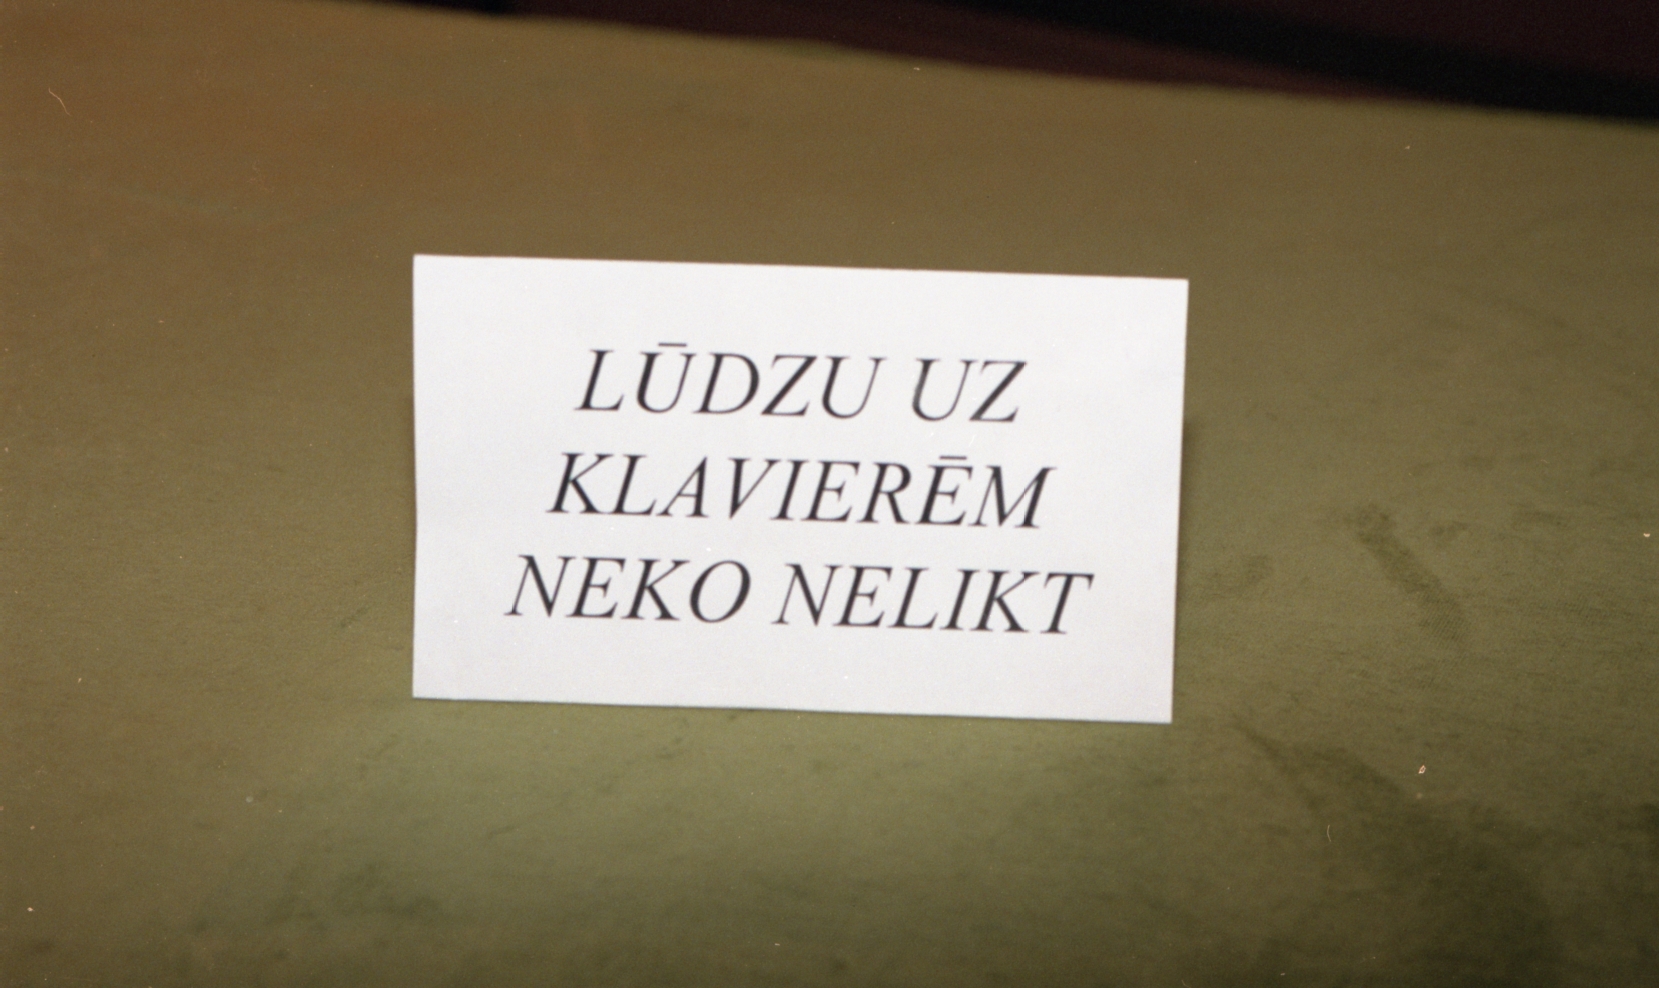 LŪDZU UZ
KLAVIERĒM
NEKO NELIKT